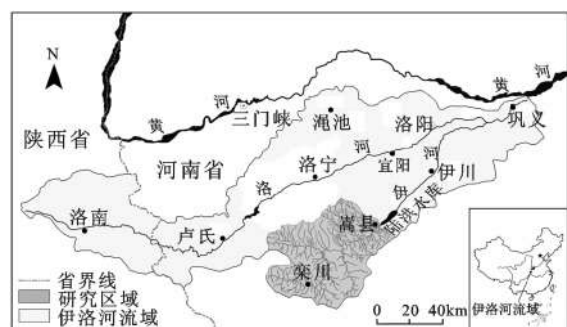 N
黄 河
黄 河
三门峡
渑池
洛阳
巩义
陕西省
河南省
洛 河
宜阳
伊 河
伊川
洛宁
洛南
卢氏
嵩县
陆洪水库
栾川
省界线
研究区域
伊洛河流域
0 20 40km
伊洛河流域